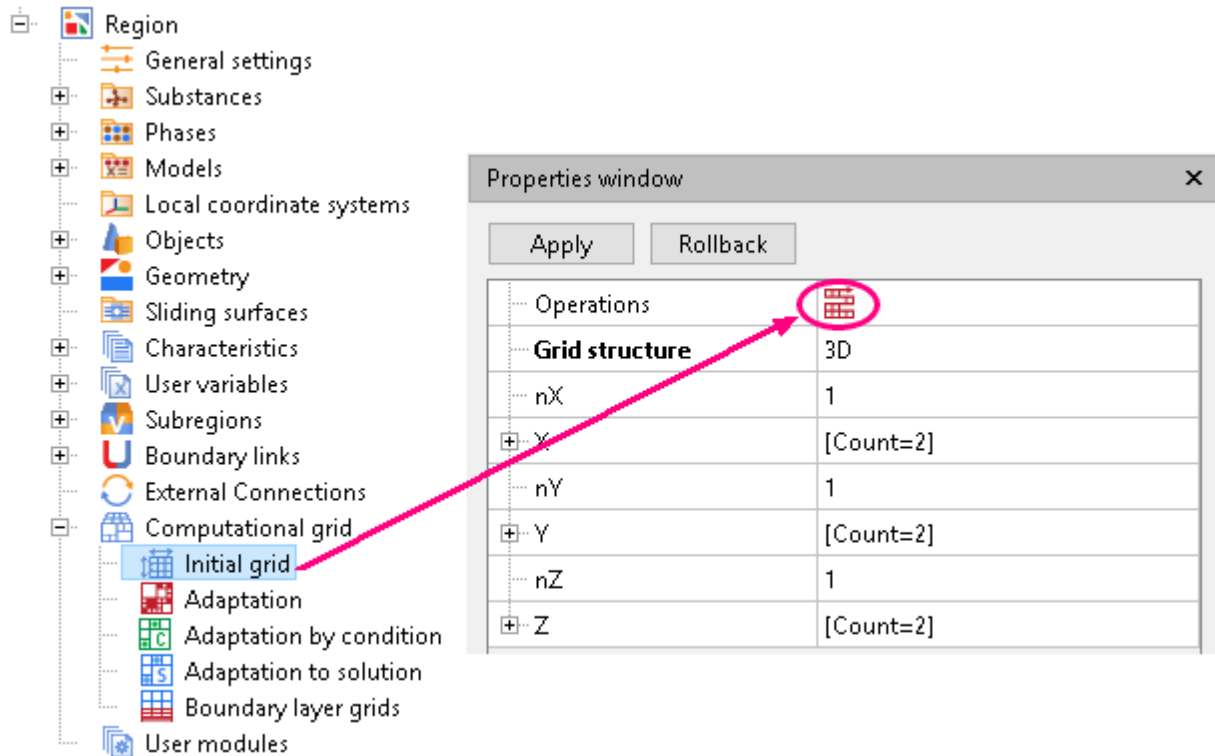 Region
General settings
Substances
Phases
Models
Local coordinate systems
Objects
Geometry
Sliding surfaces
Characteristics
User variables
Subregions
Boundary links
External Connections
Computational grid
Initial grid
Adaptation
Adaptation by condition
Adaptation to solution
Boundary layer grids
User modules
Properties window
Apply Rollback
Operations
Grid structure 3D
nX 1
X [Count=2]
nY 1
Y [Count=2]
nZ 1
Z [Count=2]